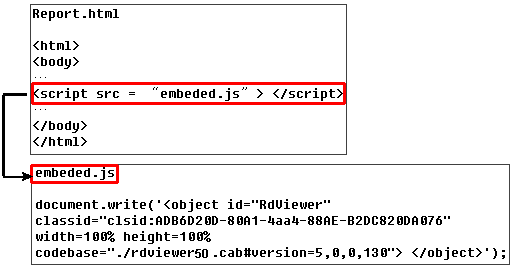 Report.html
<html>
<body>
...
<script src = "embeded.js" > </script>
...
</body>
</html>
embeded.js
document.write('<object id="RdViewer"
classid="clsid:ADB6D20D-80A1-4aa4-88AE-B2DC820DA076"
width=100% height=100%
codebase="./rdviewer50.cab#version=5,0,0,130"> </object>');